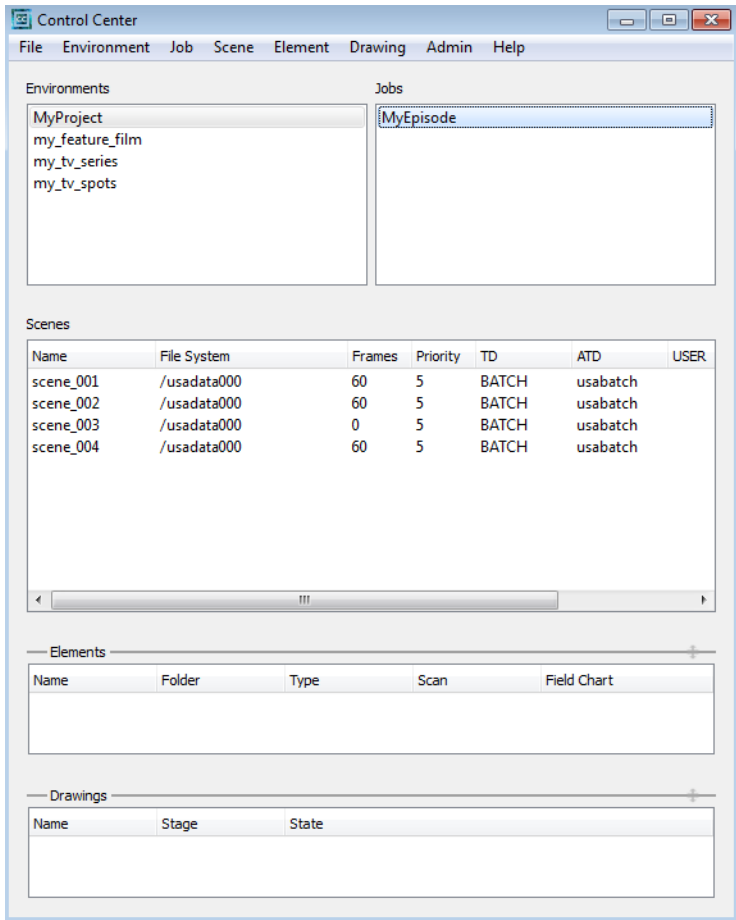 Control Center
File Environment Job Scene Element Drawing Admin Help
Environments Jobs
MyProject MyEpisode
my_feature_film
my_tv_series
my_tv_spots
Scenes
Name File System Frames Priority TD ATD USER
scene_001 /usadata000 60 5 BATCH usabatch
scene_002 /usadata000 60 5 BATCH usabatch
scene_003 /usadata000 0 5 BATCH usabatch
scene_004 /usadata000 60 5 BATCH usabatch
Elements
Name Folder Type Scan Field Chart
Drawings
Name Stage State